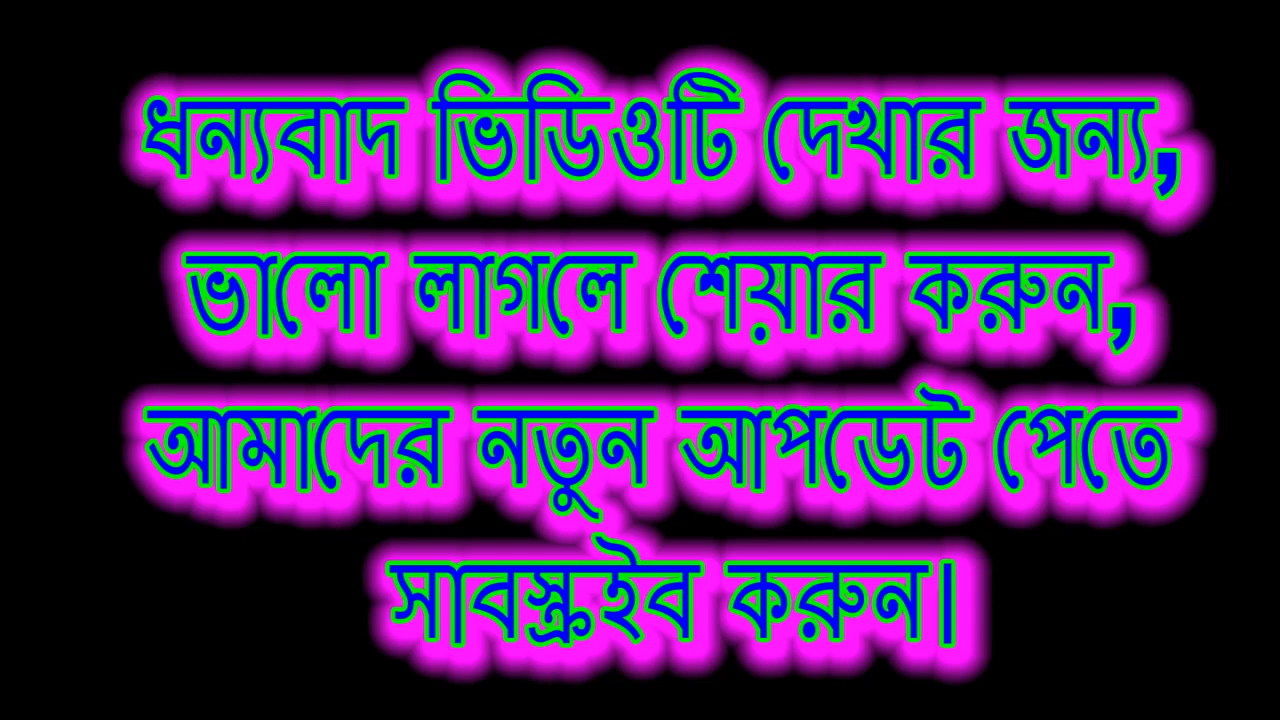 ধন্যবাদ ভিডিওটি দেখার জন্য,
ভালো লাগলে শেয়ার করুন,
আমাদের নতুন আপডেট পেতে
সাবস্ক্রইব করুন।